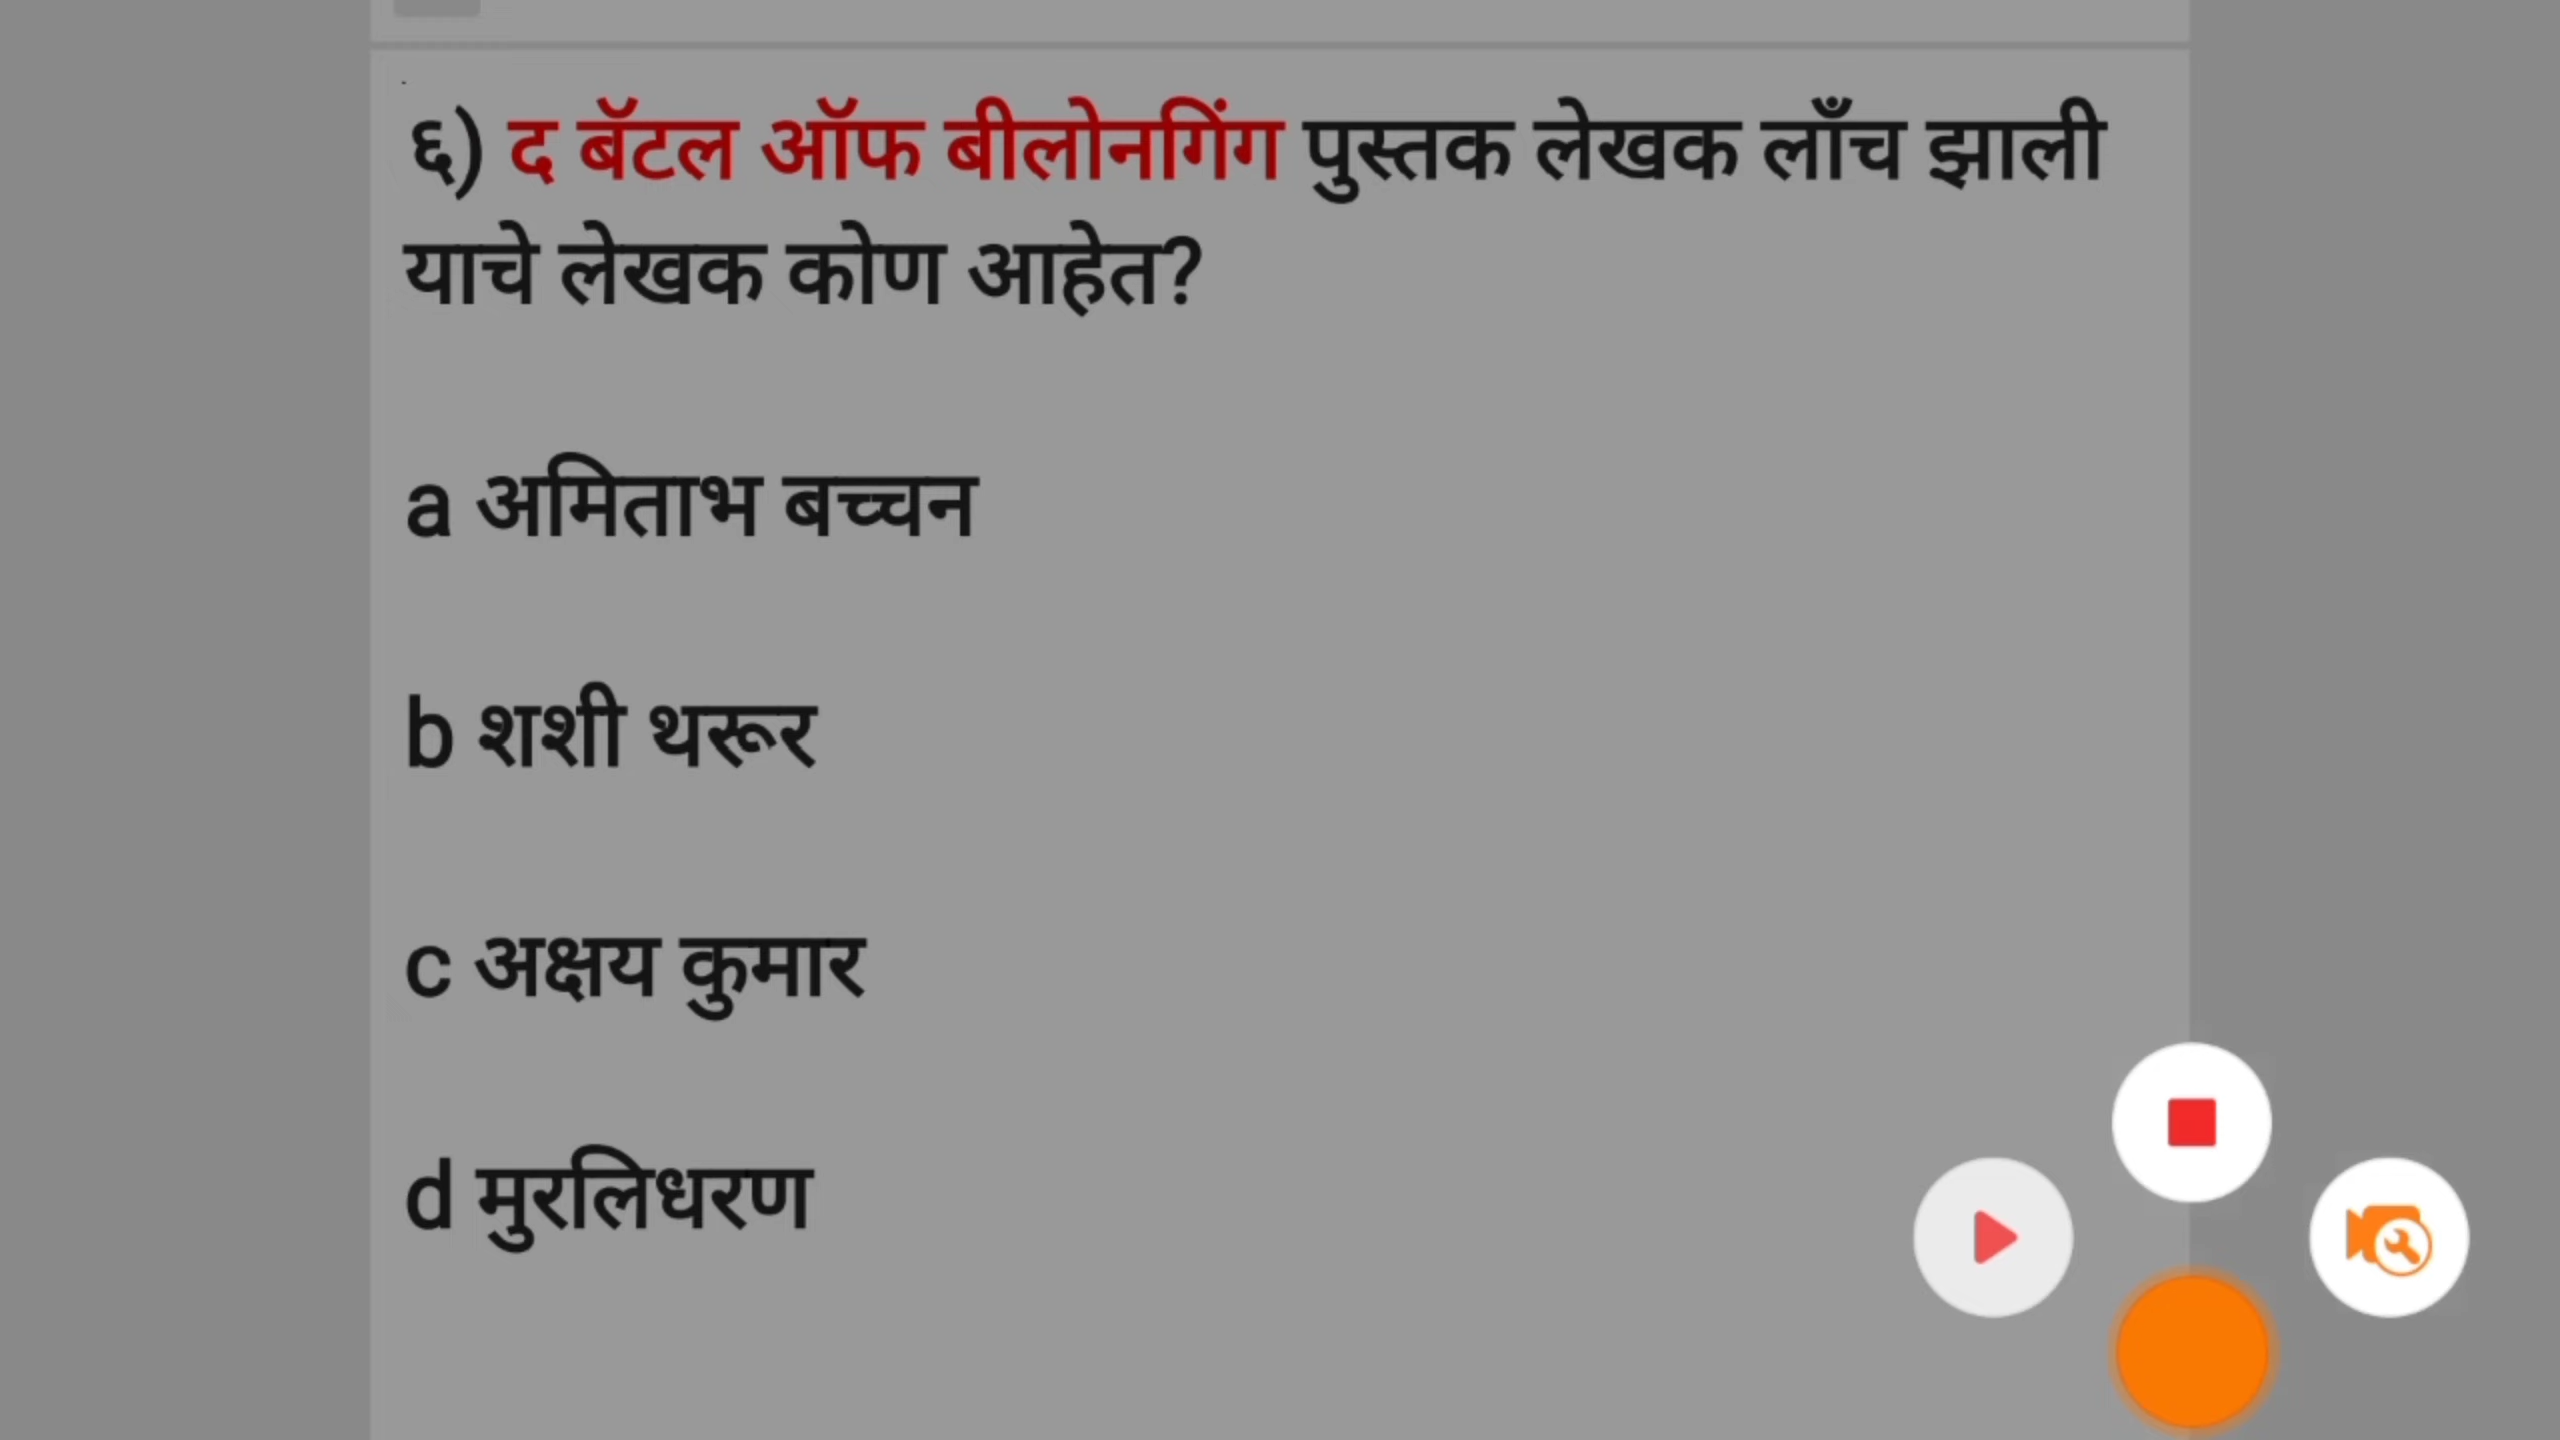 ६) द बॅटल ऑफ बीलोनगिंग पुस्तक लेखक लाँच झाली
याचे लेखक कोण आहेत?
a अमिताभ बच्चन
b शशी थरूर
c अक्षय कुमार
d मुरलिधरण